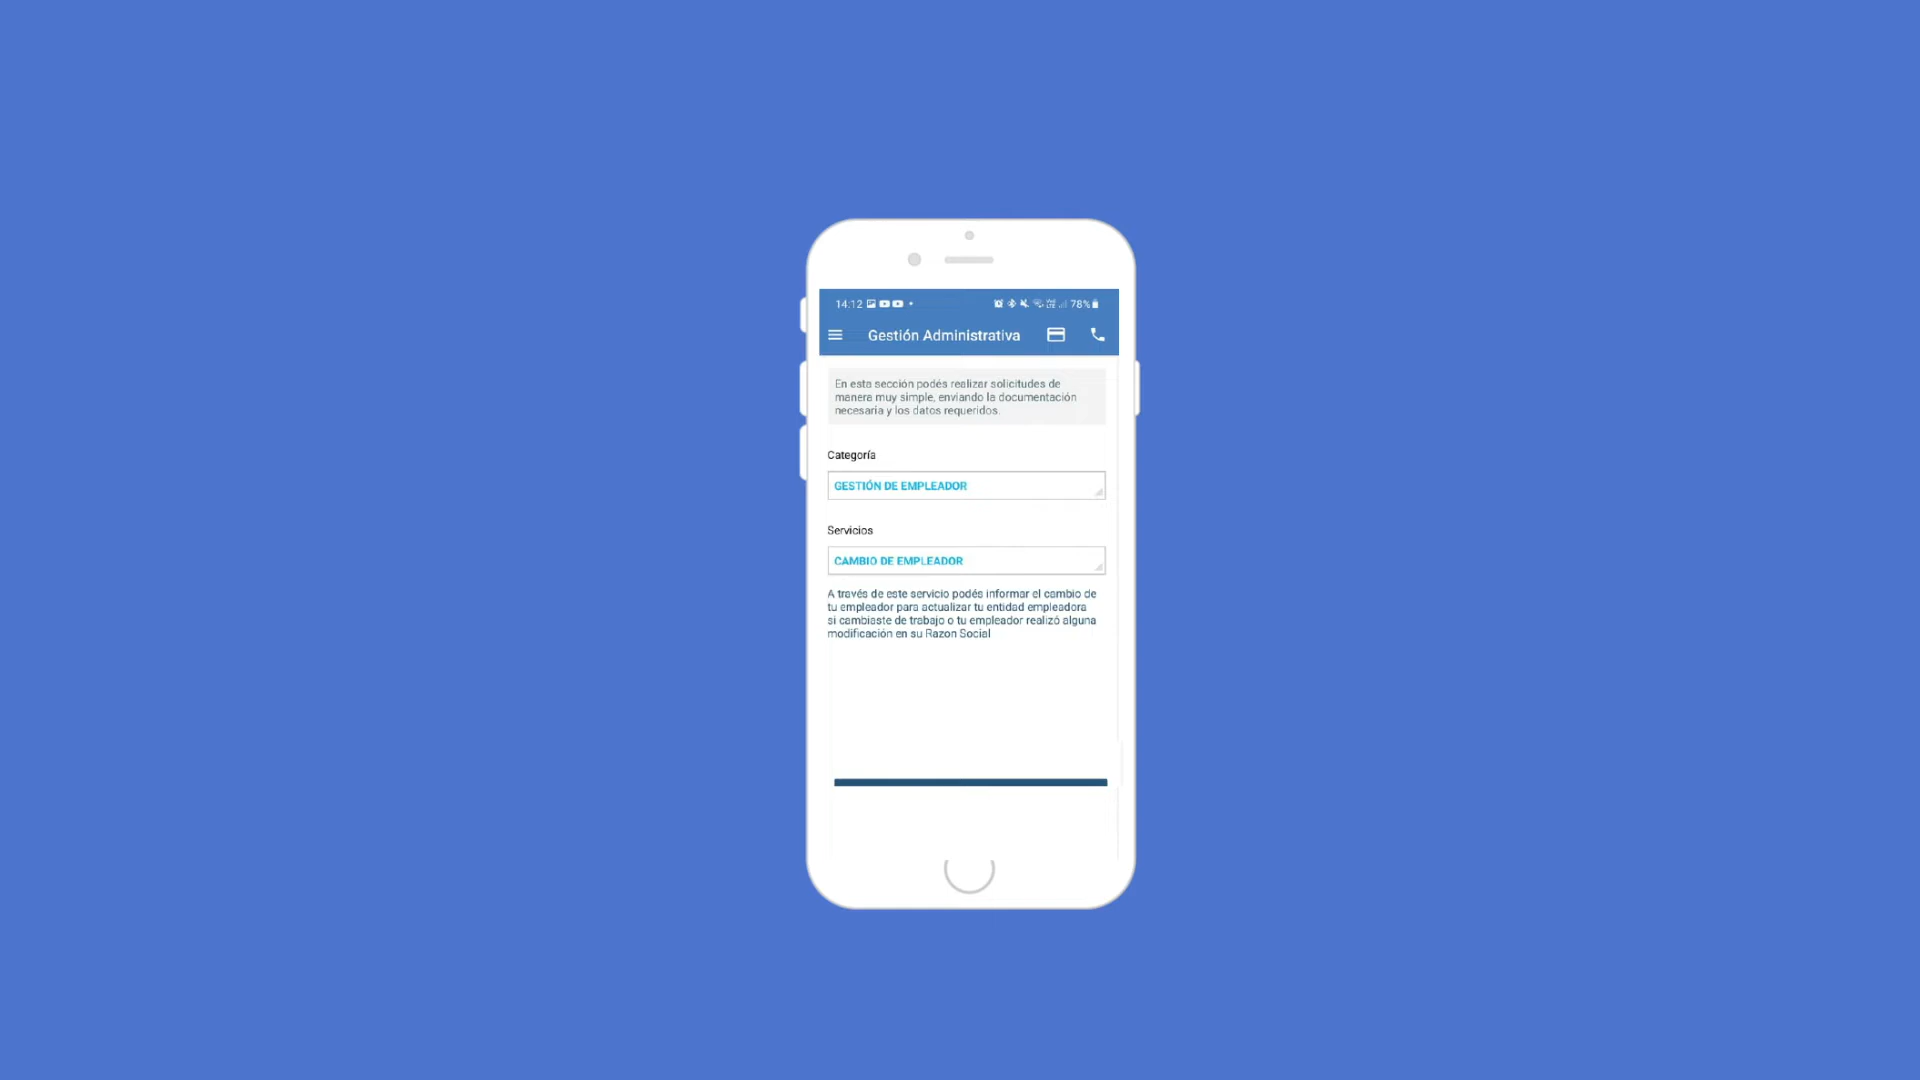 14:12
78%
Gestión Administrativa
En esta sección podés realizar solicitudes de
manera muy simple, enviando la documentación
necesaria y los datos requeridos.
Categoría
GESTIÓN DE EMPLEADOR
Servicios
CAMBIO DE EMPLEADOR
A través de este servicio podés informar el cambio de
tu empleador para actualizar tu entidad empleadora
si cambiaste de trabajo o tu empleador realizó alguna
modificación en su Razon Social